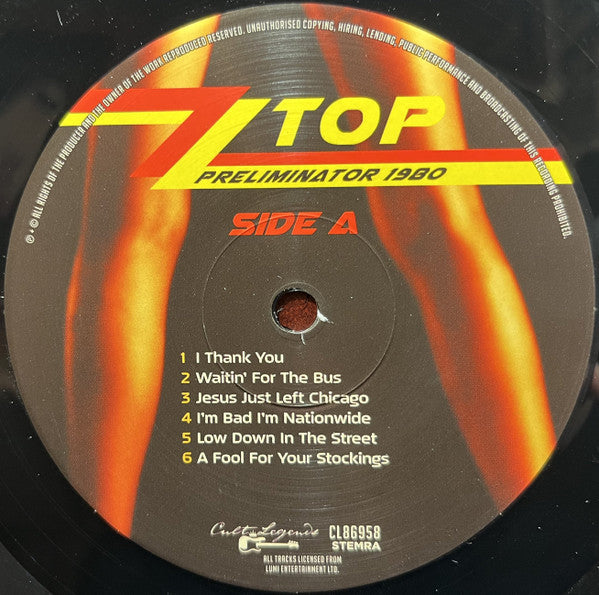 ℗ + © ALL RIGHTS OF THE PRODUCER AND THE OWNER OF THE WORK REPRODUCED RESERVED. UNAUTHORISED COPYING, HIRING, LENDING, PUBLIC PERFORMANCE AND BROADCASTING OF THIS RECORDING PROHIBITED.
ZZ TOP
PRELIMINATOR 1980
SIDE A
1 I Thank You
2 Waitin' For The Bus
3 Jesus Just Left Chicago
4 I'm Bad I'm Nationwide
5 Low Down In The Street
6 A Fool For Your Stockings
Cult Legends
CL86958
STEMRA
ALL TRACKS LICENSED FROM
LUMI ENTERTAINMENT LTD.